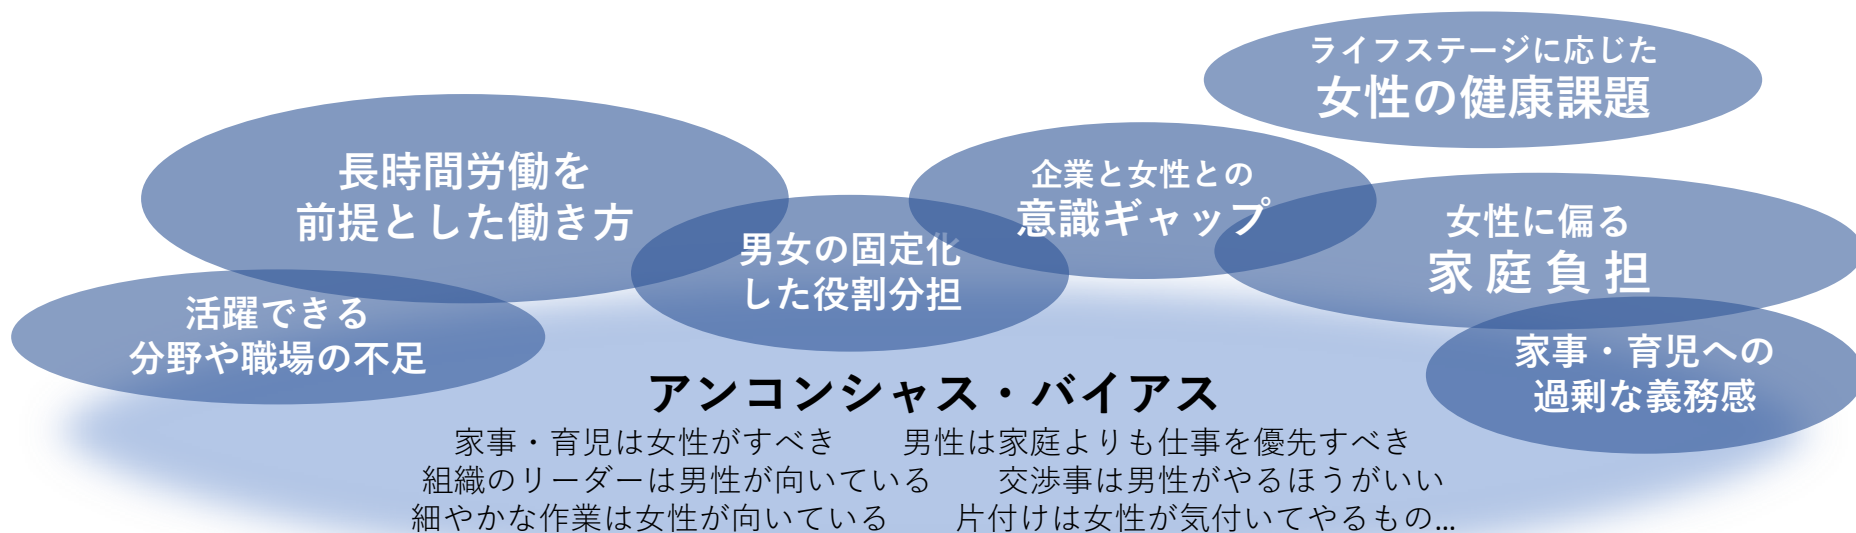 ライフステージに応じた
女性の健康課題
長時間労働を
前提とした働き方
企業と女性との
意識ギャップ
女性に偏る
家庭負担
男女の固定化
した役割分担
活躍できる
分野や職場の不足
家事・育児への
過剰な義務感
アンコンシャス・バイアス
家事・育児は女性がすべき　　男性は家庭よりも仕事を優先すべき
組織のリーダーは男性が向いている　　交渉事は男性がやるほうがいい
細やかな作業は女性が向いている　　片付けは女性が気付いてやるもの…